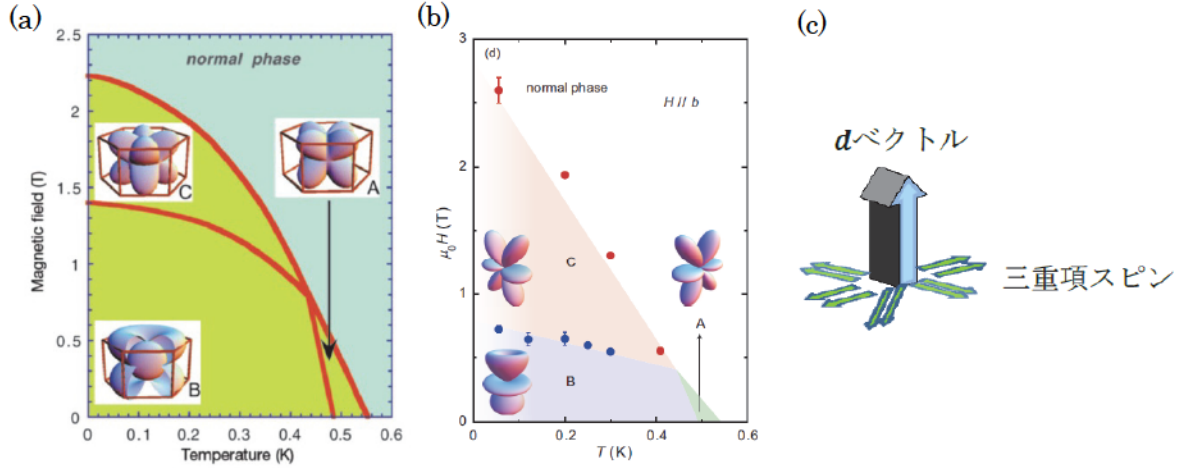 (a)
2.5
2
1.5
1.4
1
0.5
0
Magnetic field (T)
normal phase
C
A
B
0 0.1 0.2 0.3 0.4 0.5 0.6
Temperature (K)
(b)
3
2
1
0
μ₀H (T)
(d)
normal phase
H // b
C
A
B
0.2 0.4 0.6
T (K)
(c)
dベクトル
三重項スピン